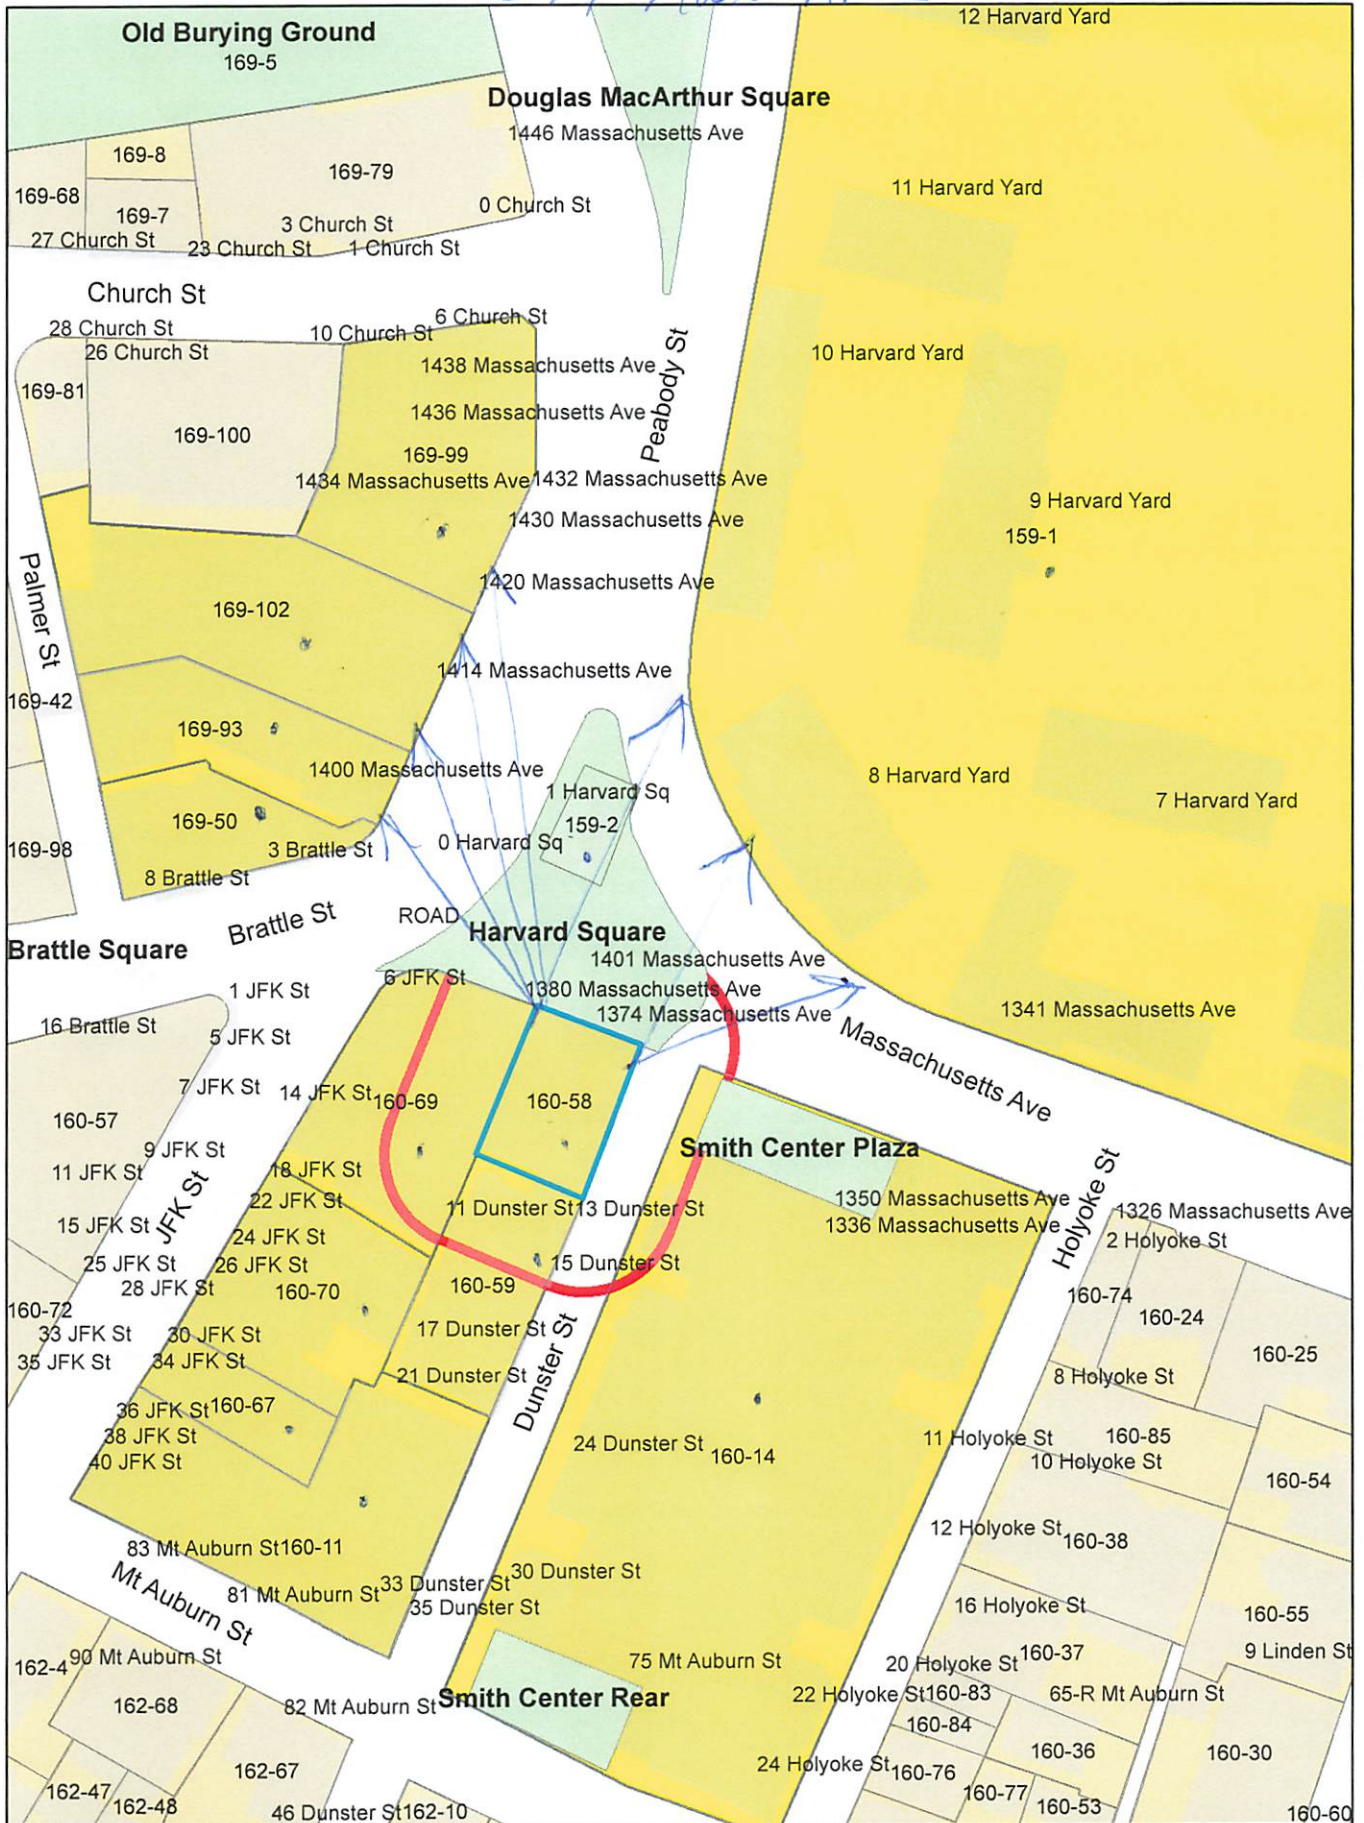 12 Harvard Yard
Old Burying Ground
169-5
Douglas MacArthur Square
1446 Massachusetts Ave
169-8
169-79
169-68
169-7
11 Harvard Yard
0 Church St
3 Church St
27 Church St
23 Church St
1 Church St
Church St
6 Church St
28 Church St
10 Church St
26 Church St
10 Harvard Yard
1438 Massachusetts Ave
Peabody St
169-81
1436 Massachusetts Ave
169-100
169-99
1434 Massachusetts Ave
1432 Massachusetts Ave
9 Harvard Yard
1430 Massachusetts Ave
159-1
1420 Massachusetts Ave
Palmer St
169-102
1414 Massachusetts Ave
169-42
169-93
1400 Massachusetts Ave
8 Harvard Yard
1 Harvard Sq
7 Harvard Yard
169-50
159-2
0 Harvard Sq
3 Brattle St
169-98
8 Brattle St
Brattle St
ROAD
Harvard Square
Brattle Square
1401 Massachusetts Ave
6 JFK St
1380 Massachusetts Ave
1 JFK St
1374 Massachusetts Ave
1341 Massachusetts Ave
16 Brattle St
5 JFK St
Massachusetts Ave
7 JFK St
14 JFK St
160-69
160-58
160-57
9 JFK St
Smith Center Plaza
11 JFK St
18 JFK St
22 JFK St
11 Dunster St
13 Dunster St
1350 Massachusetts Ave
Holyoke St
1326 Massachusetts Ave
15 JFK St
JFK St
24 JFK St
1336 Massachusetts Ave
2 Holyoke St
25 JFK St
26 JFK St
15 Dunster St
28 JFK St
160-70
160-59
160-74
160-72
160-24
33 JFK St
30 JFK St
17 Dunster St
35 JFK St
34 JFK St
160-25
21 Dunster St
Dunster St
8 Holyoke St
36 JFK St
160-67
38 JFK St
24 Dunster St
11 Holyoke St
160-85
40 JFK St
160-14
10 Holyoke St
160-54
12 Holyoke St
160-38
83 Mt Auburn St
160-11
30 Dunster St
Mt Auburn St
81 Mt Auburn St
33 Dunster St
35 Dunster St
16 Holyoke St
160-55
162-4
90 Mt Auburn St
75 Mt Auburn St
20 Holyoke St
160-37
9 Linden St
162-68
82 Mt Auburn St
Smith Center Rear
22 Holyoke St
160-83
65-R Mt Auburn St
160-84
162-67
24 Holyoke St
160-76
160-36
160-30
162-47
162-48
160-77
160-53
46 Dunster St
162-10
160-60